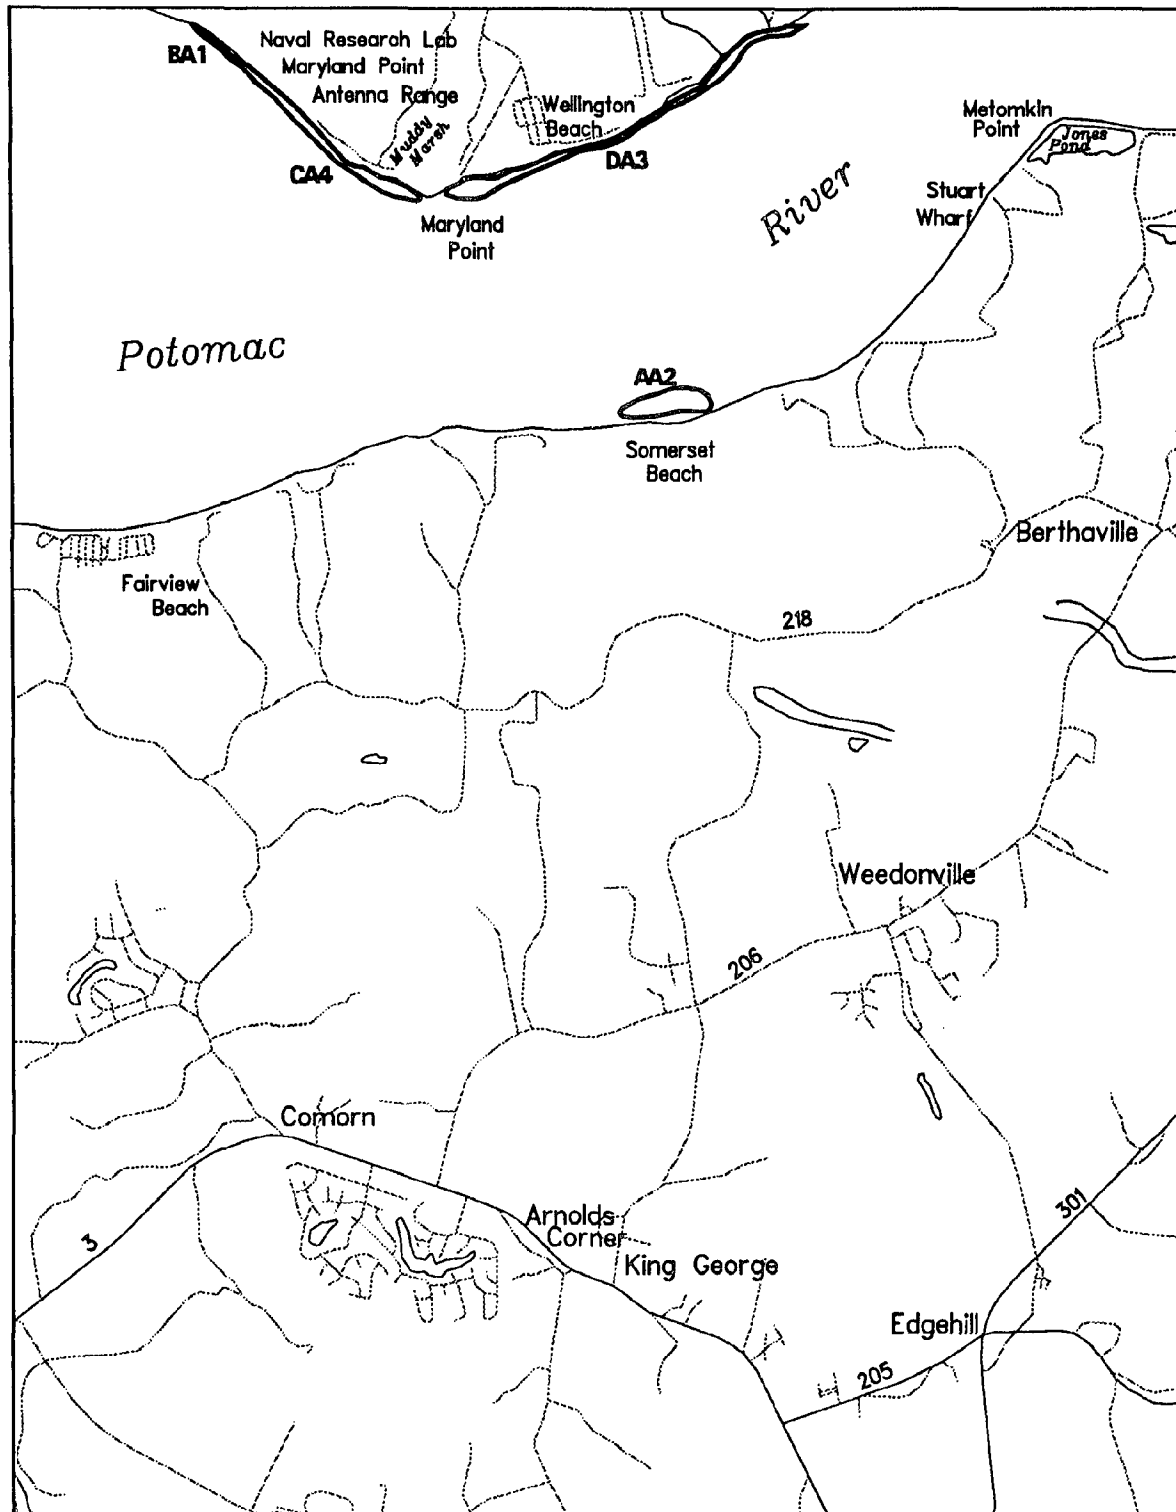 BA1
Naval Research Lab
Maryland Point
Antenna Range
Muddy
Marsh
Wellington
Beach
CA4
DA3
Maryland
Point
Metomkin
Point
Jones
Pond
Stuart
Wharf
River
Potomac
AA2
Somerset
Beach
Berthaville
Fairview
Beach
218
Weedonville
206
Comorn
3
Arnolds
Corner
King George
301
Edgehill
205